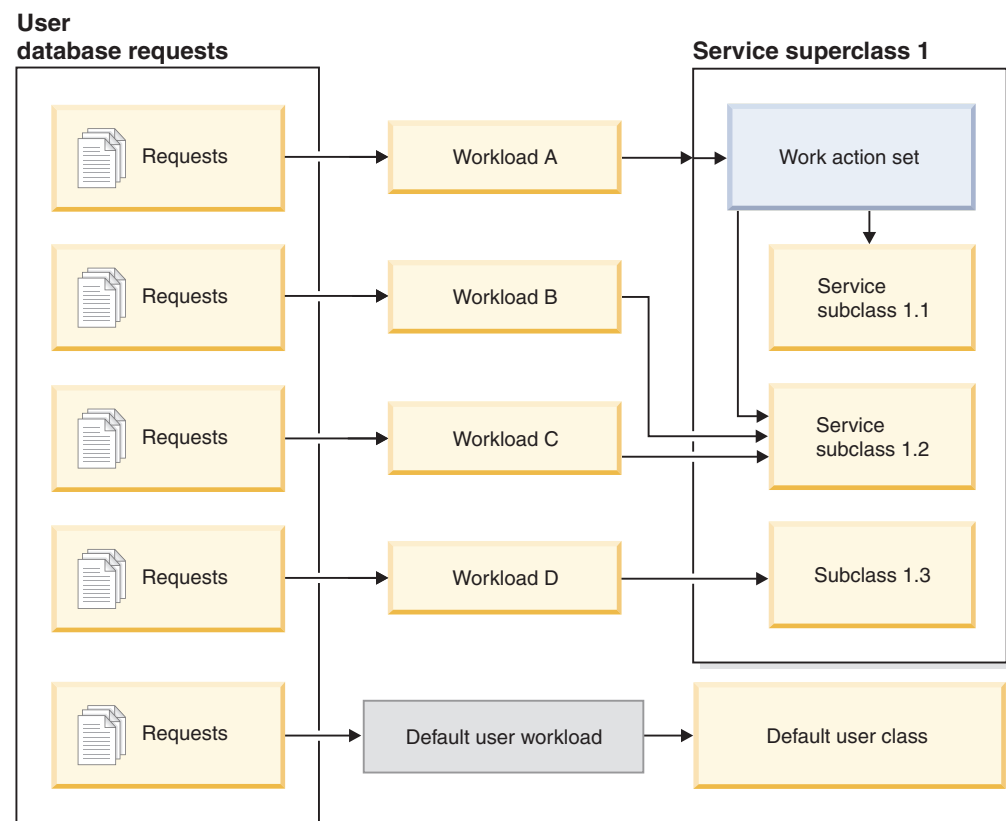 User
database requests
Service superclass 1
Requests
Workload A
Work action set
Requests
Workload B
Service
subclass 1.1
Requests
Workload C
Service
subclass 1.2
Requests
Workload D
Subclass 1.3
Requests
Default user workload
Default user class